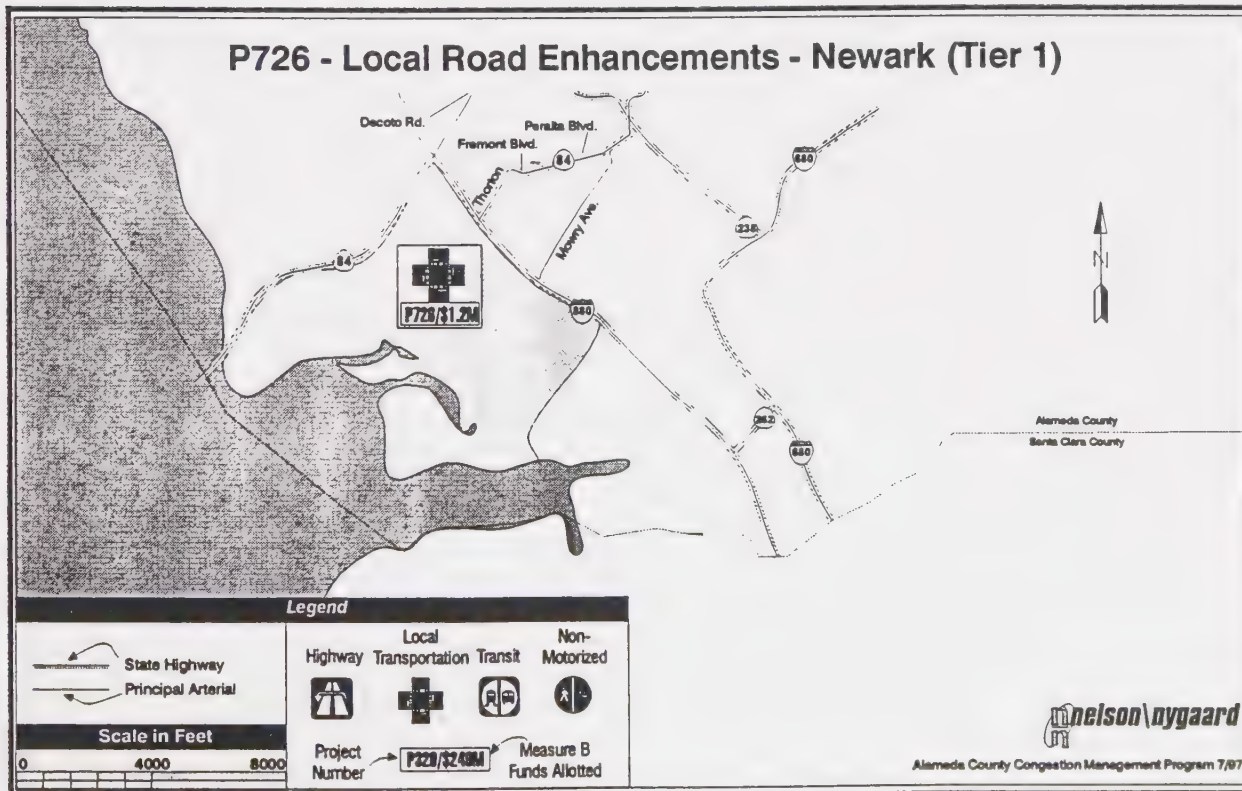 P726 - Local Road Enhancements - Newark (Tier 1)
Decoto Rd.
Peralta Blvd.
Fremont Blvd.
84
680
Thorton
Mowry Ave.
238
84
N
P726/$1.2M
880
262
680
Alameda County
Santa Clara County
Legend
State Highway
Principal Arterial
Highway
Local Transportation
Transit
Non-Motorized
Scale in Feet
0 4000 8000
Project Number
P328/$249M
Measure B Funds Allotted
nelson\nygaard
Alameda County Congestion Management Program 7/97